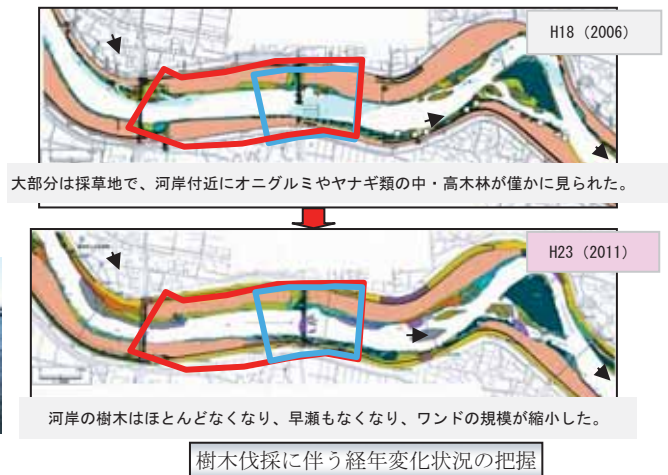 H18（2006）
大部分は採草地で、河岸付近にオニグルミやヤナギ類の中・高木林が僅かに見られた。
H23（2011）
河岸の樹木はほとんどなくなり、早瀬もなくなり、ワンドの規模が縮小した。
樹木伐採に伴う経年変化状況の把握